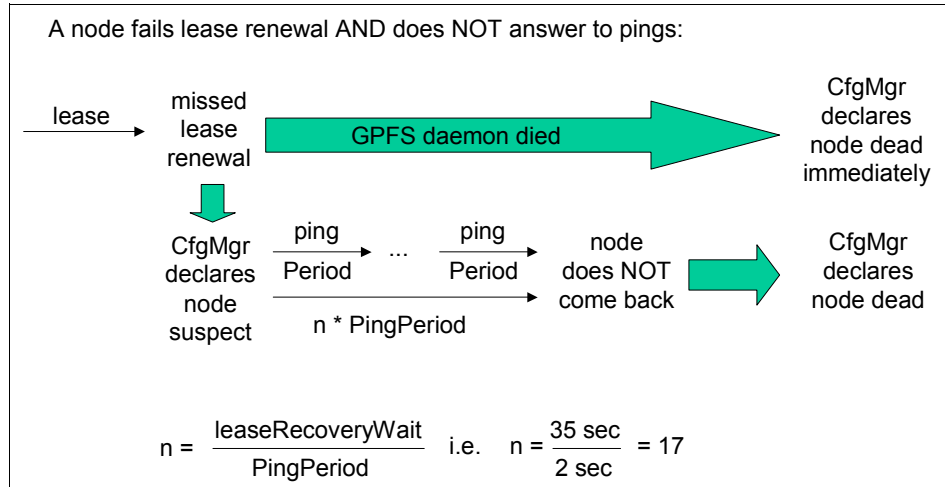 A node fails lease renewal AND does NOT answer to pings:
lease
missed
lease
renewal
GPFS daemon died
CfgMgr
declares
node dead
immediately
CfgMgr
declares
node
suspect
ping
Period
...
ping
Period
n * PingPeriod
node
does NOT
come back
CfgMgr
declares
node dead
n = leaseRecoveryWait / PingPeriod i.e. n = 35 sec / 2 sec = 17